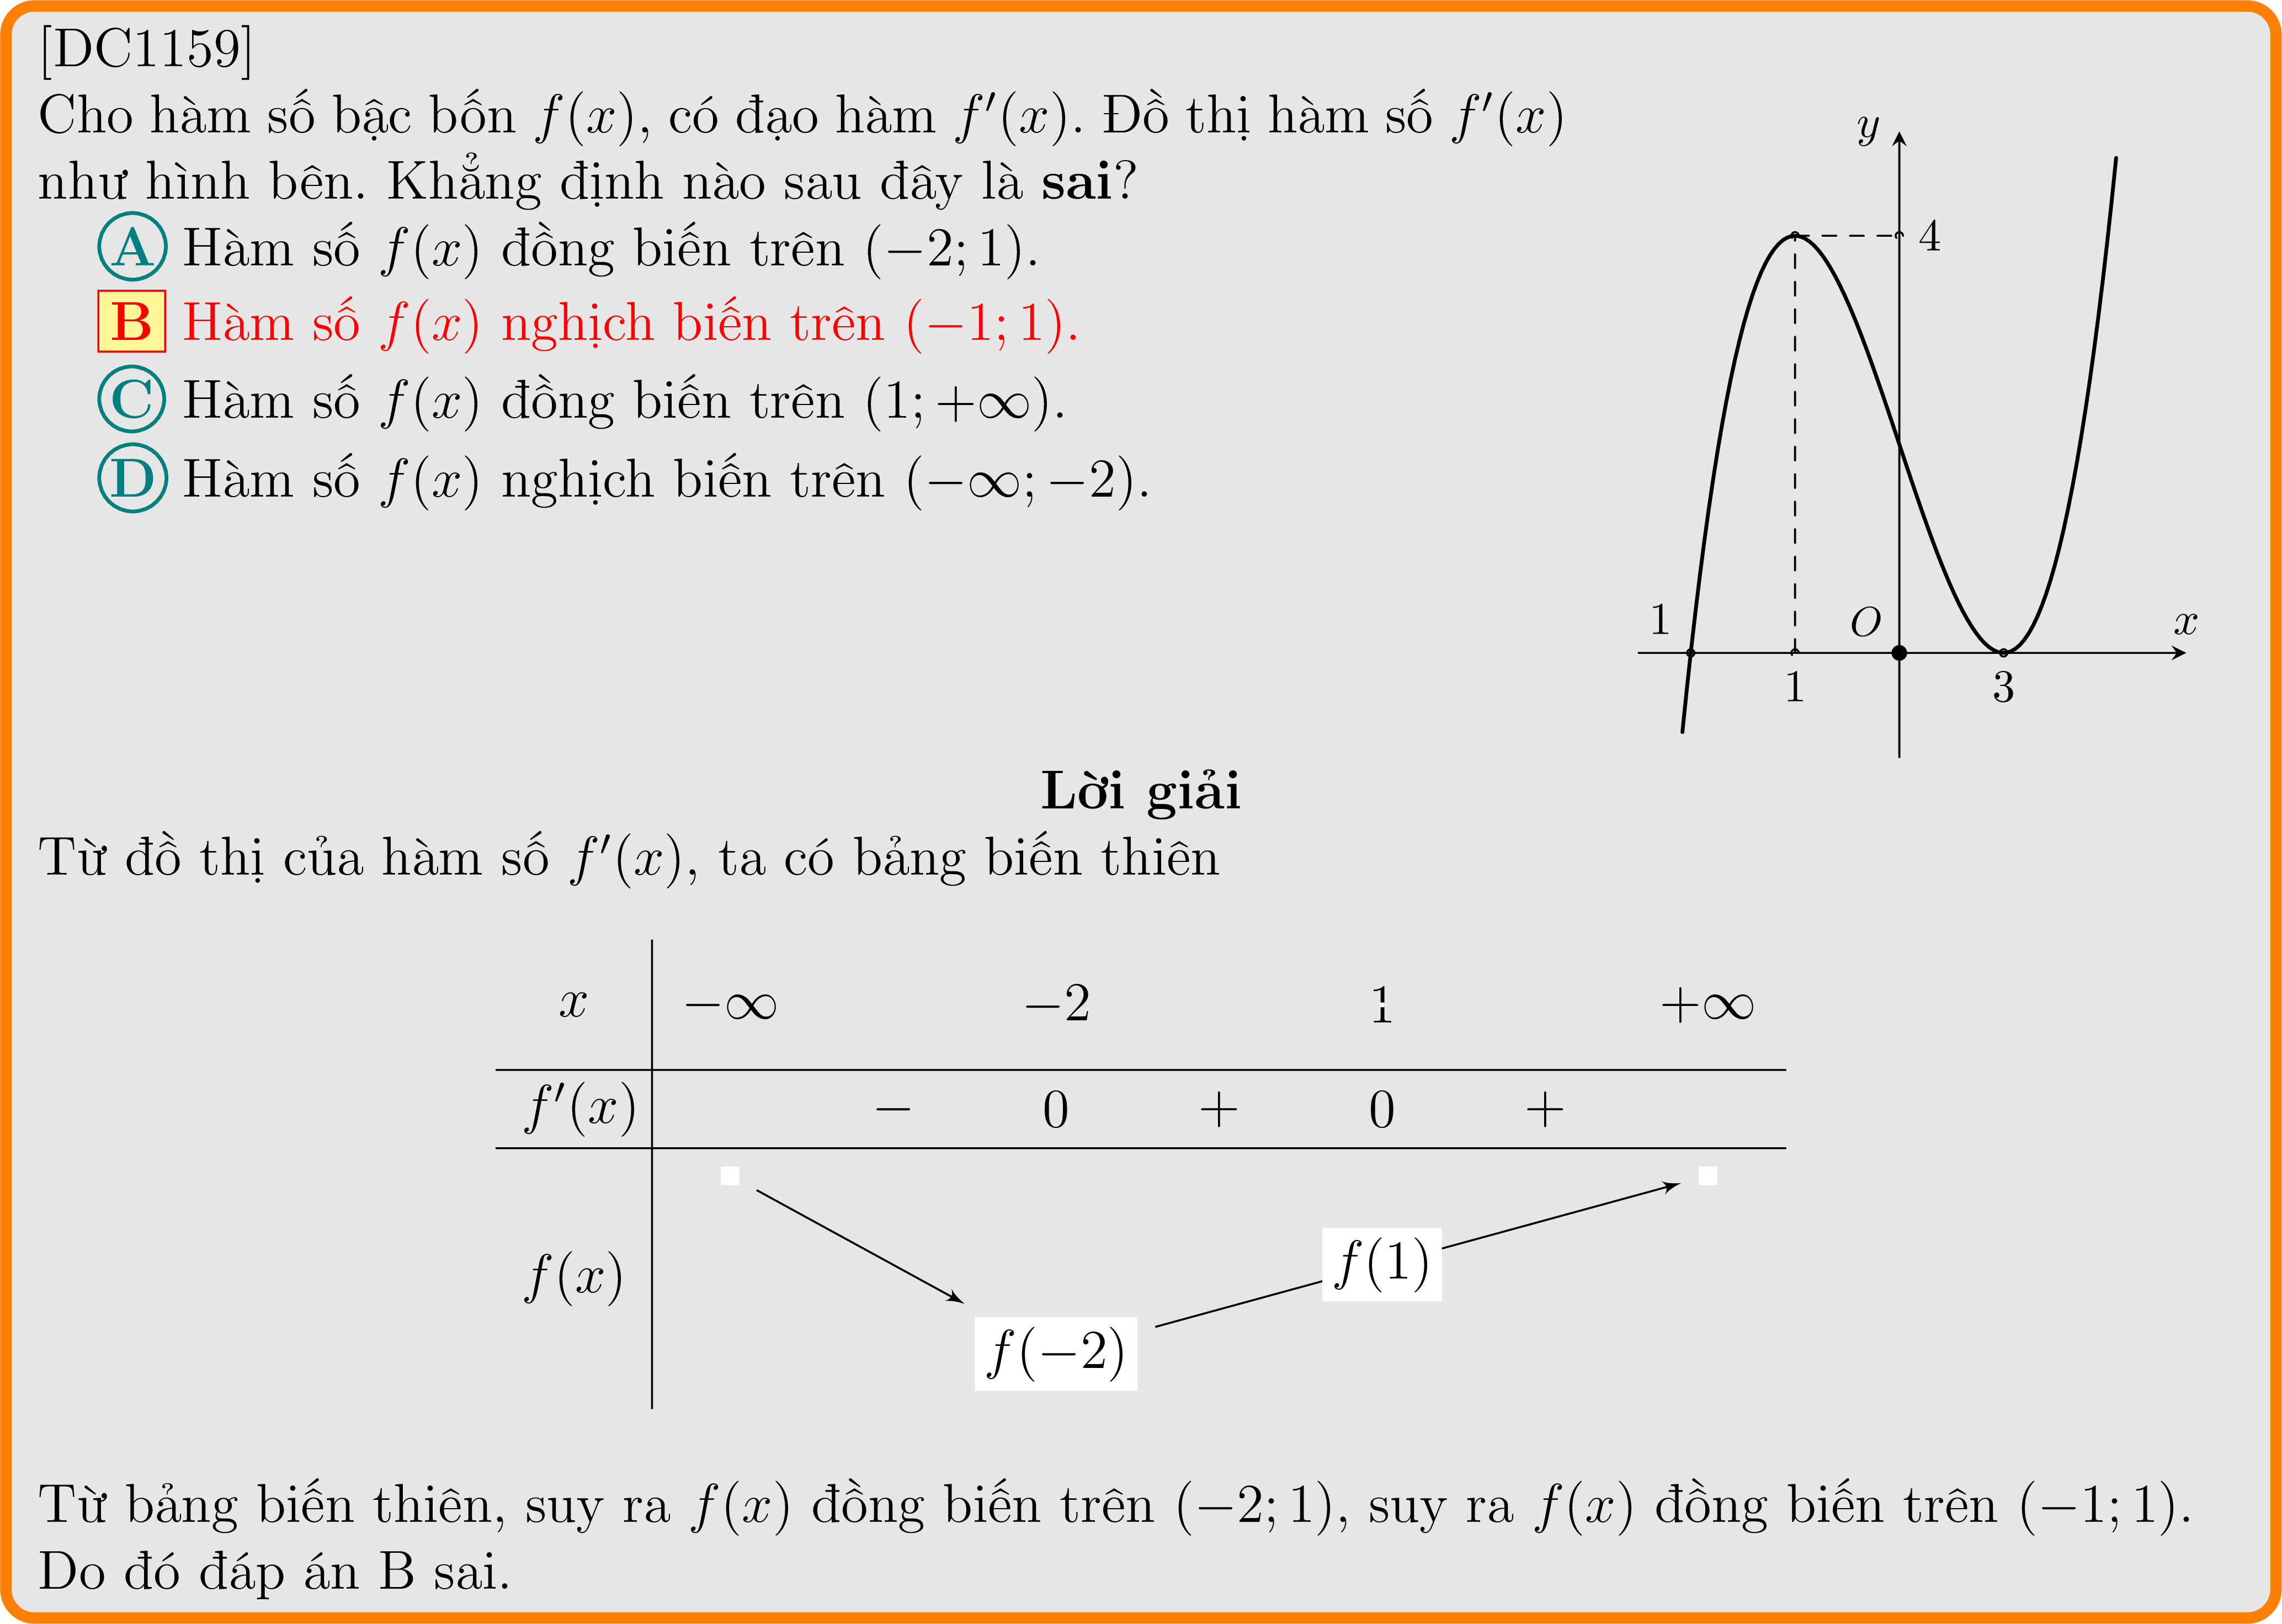 [DC1159]
Cho hàm số bậc bốn f(x), có đạo hàm f′(x). Đồ thị hàm số f′(x)
như hình bên. Khẳng định nào sau đây là sai?
A Hàm số f(x) đồng biến trên (−2; 1).
B Hàm số f(x) nghịch biến trên (−1; 1).
C Hàm số f(x) đồng biến trên (1; +∞).
D Hàm số f(x) nghịch biến trên (−∞; −2).
y
4
1
O
x
1
3
Lời giải
Từ đồ thị của hàm số f′(x), ta có bảng biến thiên
x −∞ −2 1 +∞
f′(x) − 0 + 0 +
f(1)
f(x)
f(−2)
Từ bảng biến thiên, suy ra f(x) đồng biến trên (−2; 1), suy ra f(x) đồng biến trên (−1; 1).
Do đó đáp án B sai.